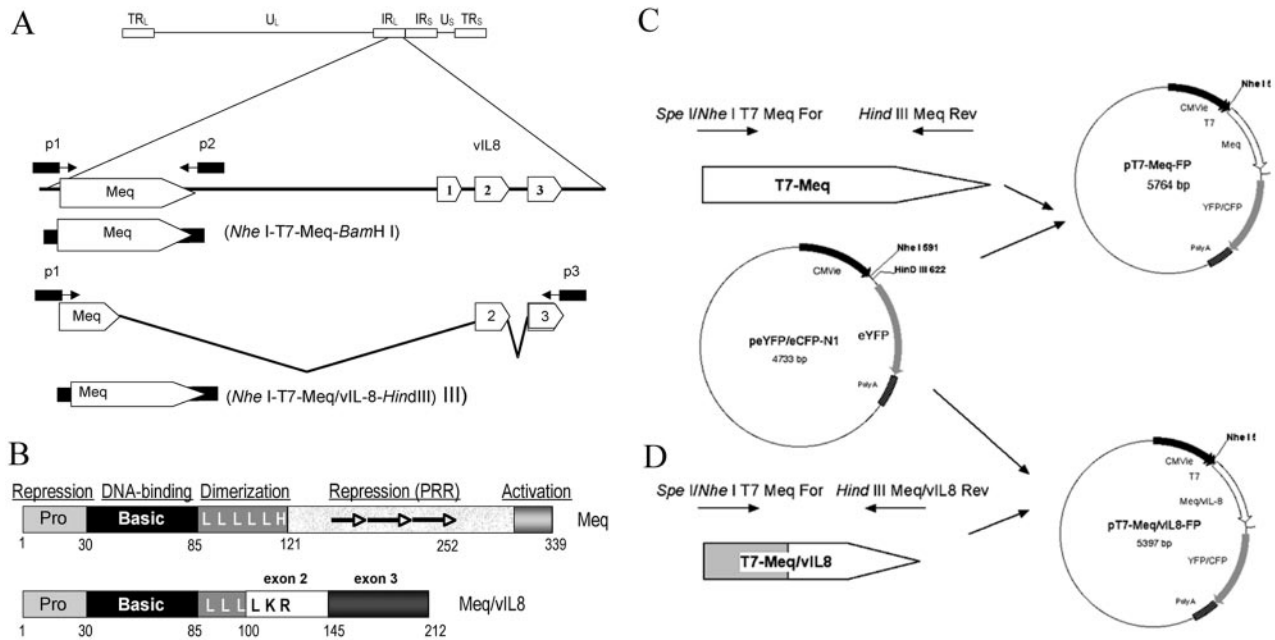 A
TRL UL IRL IRS US TRS
p1 p2 vIL8
Meq 1 2 3
Meq (Nhe I-T7-Meq-BamH I)
p1 p3
Meq 2 3
Meq (Nhe I-T7-Meq/vIL-8-HindIII) III)
B
Repression DNA-binding Dimerization Repression (PRR) Activation
Pro Basic L L L L L H Meq
1 30 85 121 252 339
exon 2 exon 3
Pro Basic L L L L K R Meq/vIL8
1 30 85 100 145 212
C
Spe I/Nhe I T7 Meq For Hind III Meq Rev
T7-Meq
Nhe I 591
HinD III 622
CMVie
eYFP
peYFP/eCFP-N1
4733 bp
PolyA
CMVie
T7
Meq
pT7-Meq-FP
5764 bp
YFP/CFP
PolyA
D
Spe I/Nhe I T7 Meq For Hind III Meq/vIL8 Rev
T7-Meq/vIL8
CMVie
T7
Meq/vIL-8
pT7-Meq/vIL8-FP
5397 bp
YFP/CFP
PolyA